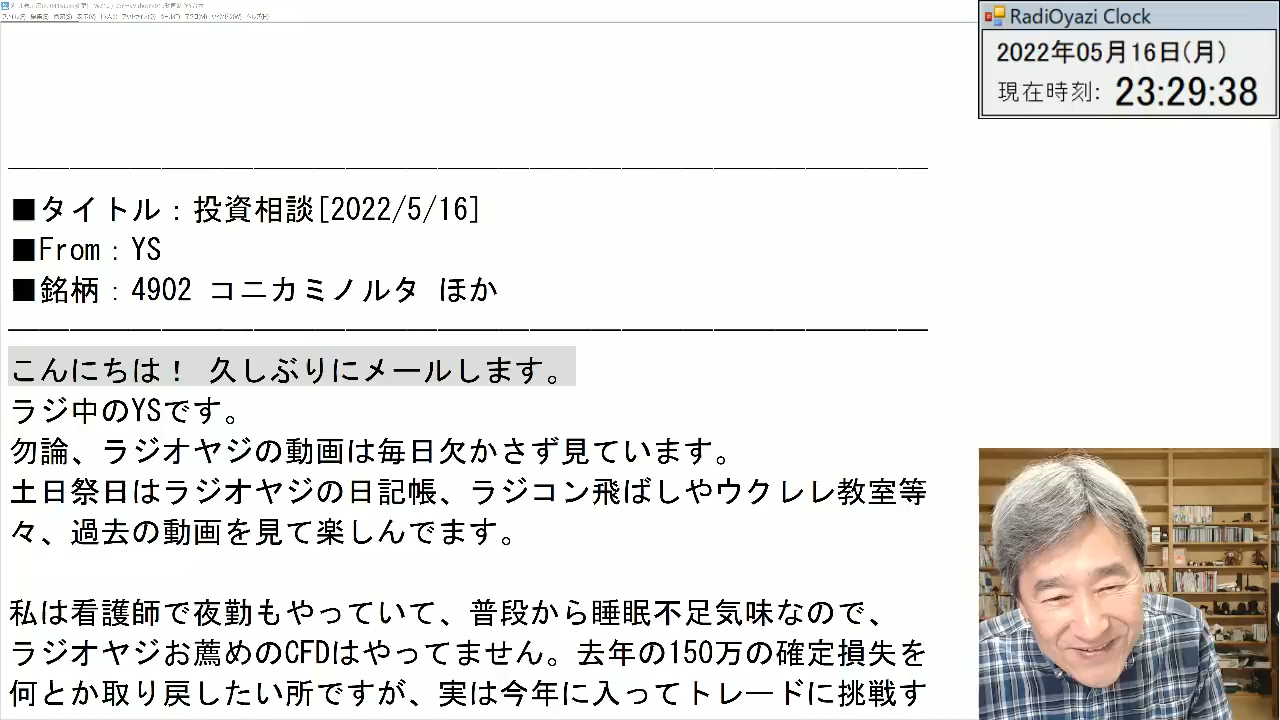 RadiOyazi Clock
2022年05月16日(月)
現在時刻: 23:29:38
■タイトル：投資相談[2022/5/16]
■From：YS
■銘柄：4902 コニカミノルタ ほか
こんにちは！ 久しぶりにメールします。
ラジ中のYSです。
勿論、ラジオヤジの動画は毎日欠かさず見ています。
土日祭日はラジオヤジの日記帳、ラジコン飛ばしやウクレレ教室等
々、過去の動画を見て楽しんでます。
私は看護師で夜勤もやっていて、普段から睡眠不足気味なので、
ラジオヤジお薦めのCFDはやってません。去年の150万の確定損失を
何とか取り戻したい所ですが、実は今年に入ってトレードに挑戦す